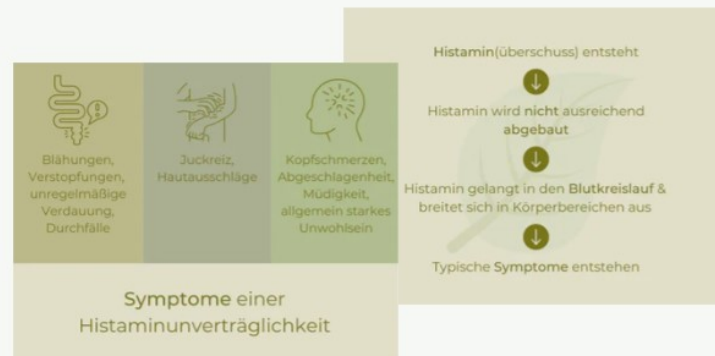 Blähungen,
Verstopfungen,
unregelmäßige
Verdauung,
Durchfälle
Juckreiz,
Hautausschläge
Kopfschmerzen,
Abgeschlagenheit,
Müdigkeit,
allgemein starkes
Unwohlsein
Symptome einer
Histaminunverträglichkeit
Histamin(überschuss) entsteht
Histamin wird nicht ausreichend
abgebaut
Histamin gelangt in den Blutkreislauf &
breitet sich in Körperbereichen aus
Typische Symptome entstehen